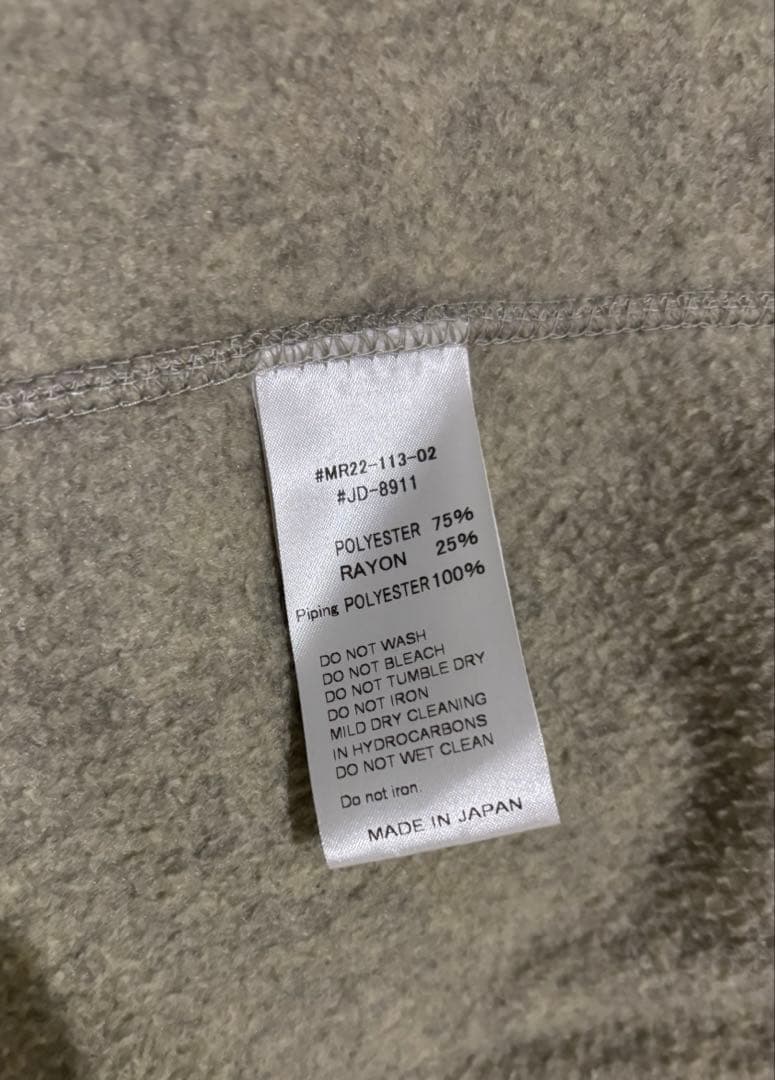 #MR22-113-02
#JD-8911
POLYESTER 75%
RAYON 25%
Piping POLYESTER 100%
DO NOT WASH
DO NOT BLEACH
DO NOT TUMBLE DRY
DO NOT IRON
MILD DRY CLEANING
IN HYDROCARBONS
DO NOT WET CLEAN
Do not iron.
MADE IN JAPAN